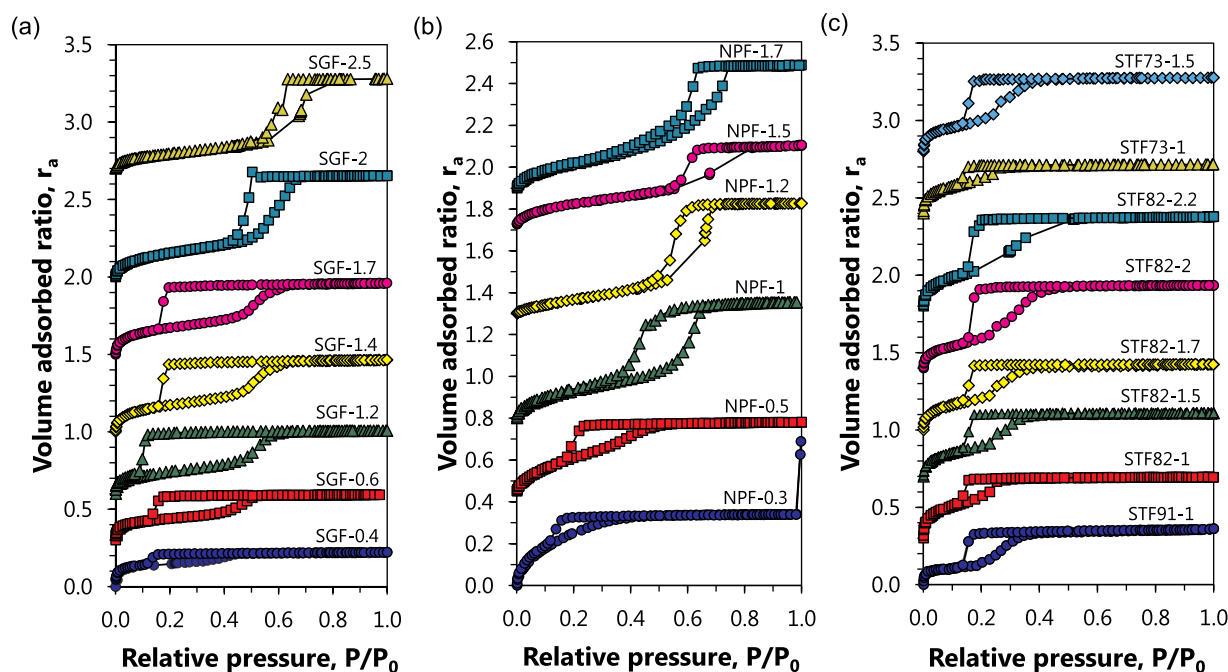 (a)
Volume adsorbed ratio, rₐ
3.5
3.0
2.5
2.0
1.5
1.0
0.5
0.0
SGF-2.5
SGF-2
SGF-1.7
SGF-1.4
SGF-1.2
SGF-0.6
SGF-0.4
0.0 0.2 0.4 0.6 0.8 1.0
Relative pressure, P/P₀
(b)
Volume adsorbed ratio, rₐ
2.6
2.4
2.2
2.0
1.8
1.6
1.4
1.2
1.0
0.8
0.6
0.4
0.2
0.0
NPF-1.7
NPF-1.5
NPF-1.2
NPF-1
NPF-0.5
NPF-0.3
0.0 0.2 0.4 0.6 0.8 1.0
Relative pressure, P/P₀
(c)
Volume adsorbed ratio, rₐ
3.5
3.0
2.5
2.0
1.5
1.0
0.5
0.0
STF73-1.5
STF73-1
STF82-2.2
STF82-2
STF82-1.7
STF82-1.5
STF82-1
STF91-1
0.0 0.2 0.4 0.6 0.8 1.0
Relative pressure, P/P₀